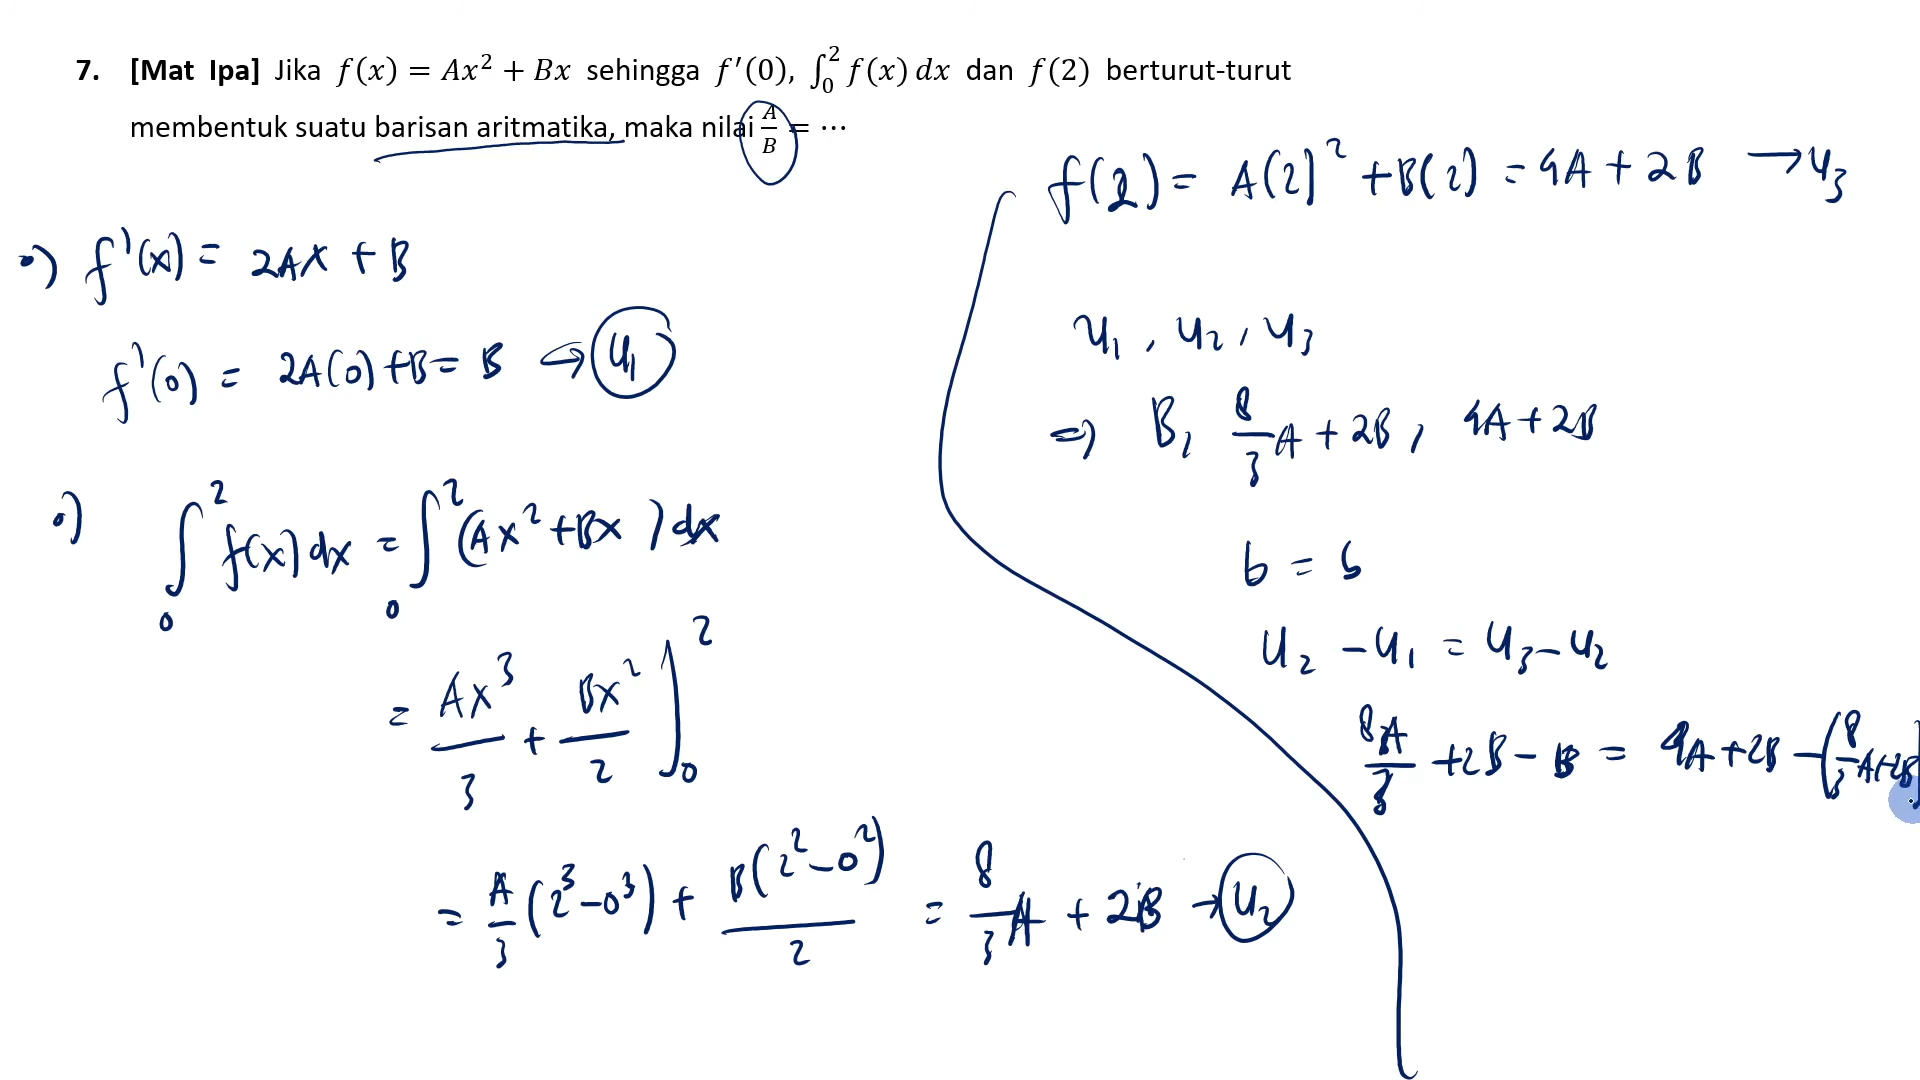 7. [Mat Ipa] Jika f(x) = Ax² + Bx sehingga f′(0), ∫₀² f(x) dx dan f(2) berturut-turut
membentuk suatu barisan aritmatika, maka nilai A/B = ⋯
•) f'(x) = 2Ax + B
f'(0) = 2A(0) + B = B → U₁
•) ∫₀² f(x) dx = ∫₀² (Ax² + Bx) dx
= Ax³/3 + Bx²/2 ]₀²
= A/3 (2³ - 0³) + B(2² - 0²)/2 = 8/3 A + 2B → U₂
f(2) = A(2)² + B(2) = 4A + 2B → U₃
U₁, U₂, U₃
⇒ B, 8/3 A + 2B, 4A + 2B
b = b
U₂ - U₁ = U₃ - U₂
8A/3 + 2B - B = 4A + 2B - (8/3 A + 2B)